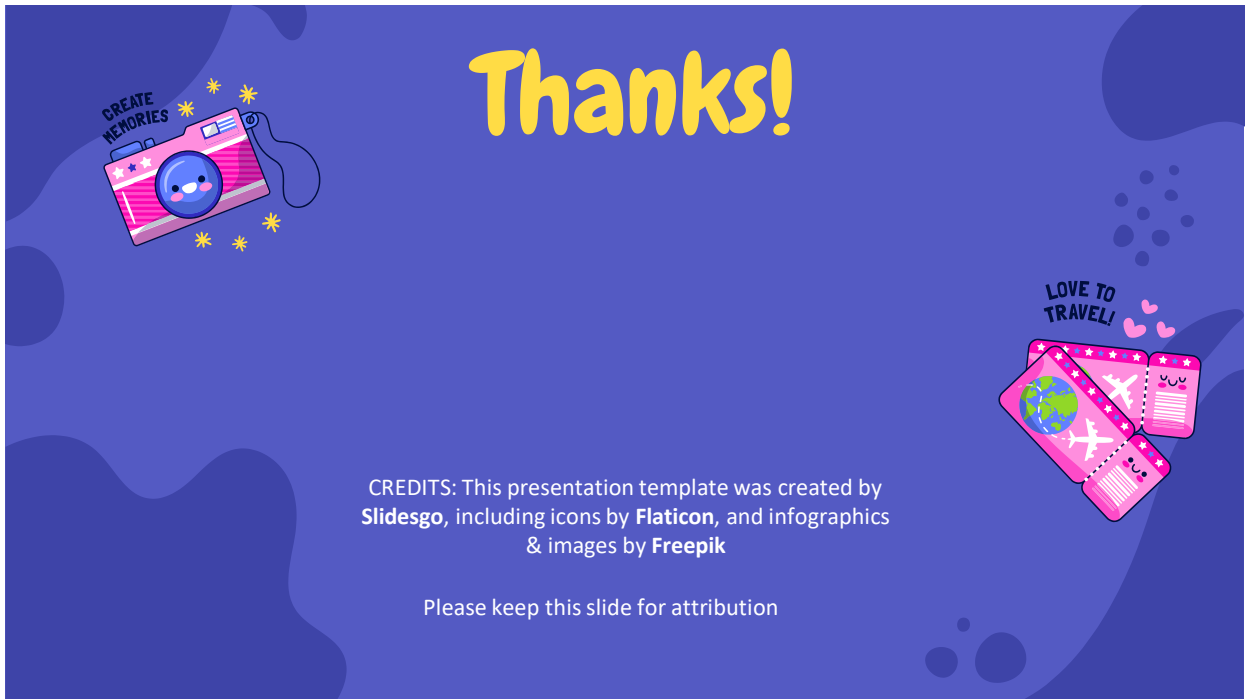 Thanks!
CREATE
MEMORIES
LOVE TO
TRAVEL!
CREDITS: This presentation template was created by
Slidesgo, including icons by Flaticon, and infographics
& images by Freepik
Please keep this slide for attribution